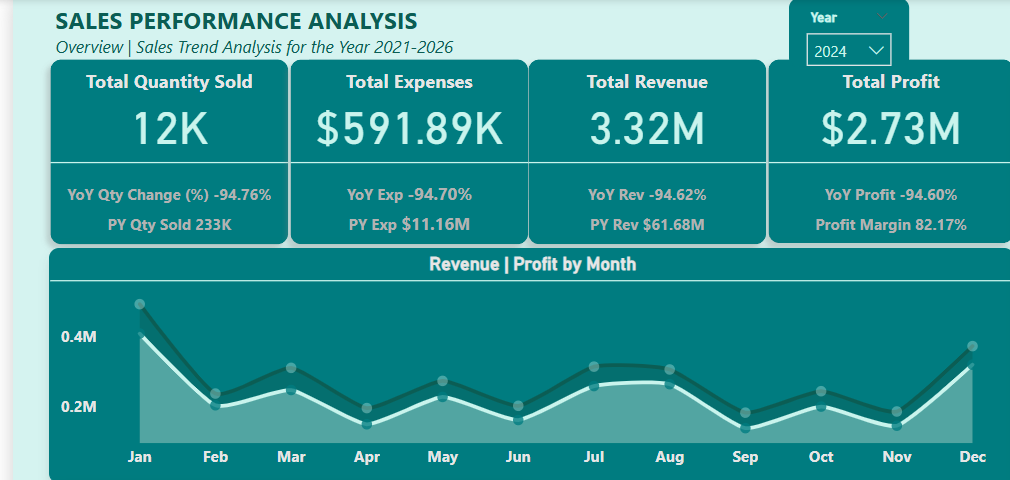 SALES PERFORMANCE ANALYSIS
Overview | Sales Trend Analysis for the Year 2021-2026
Year
2024
Total Quantity Sold
12K
YoY Qty Change (%) -94.76%
PY Qty Sold 233K
Total Expenses
$591.89K
YoY Exp -94.70%
PY Exp $11.16M
Total Revenue
3.32M
YoY Rev -94.62%
PY Rev $61.68M
Total Profit
$2.73M
YoY Profit -94.60%
Profit Margin 82.17%
Revenue | Profit by Month
0.4M
0.2M
Jan Feb Mar Apr May Jun Jul Aug Sep Oct Nov Dec